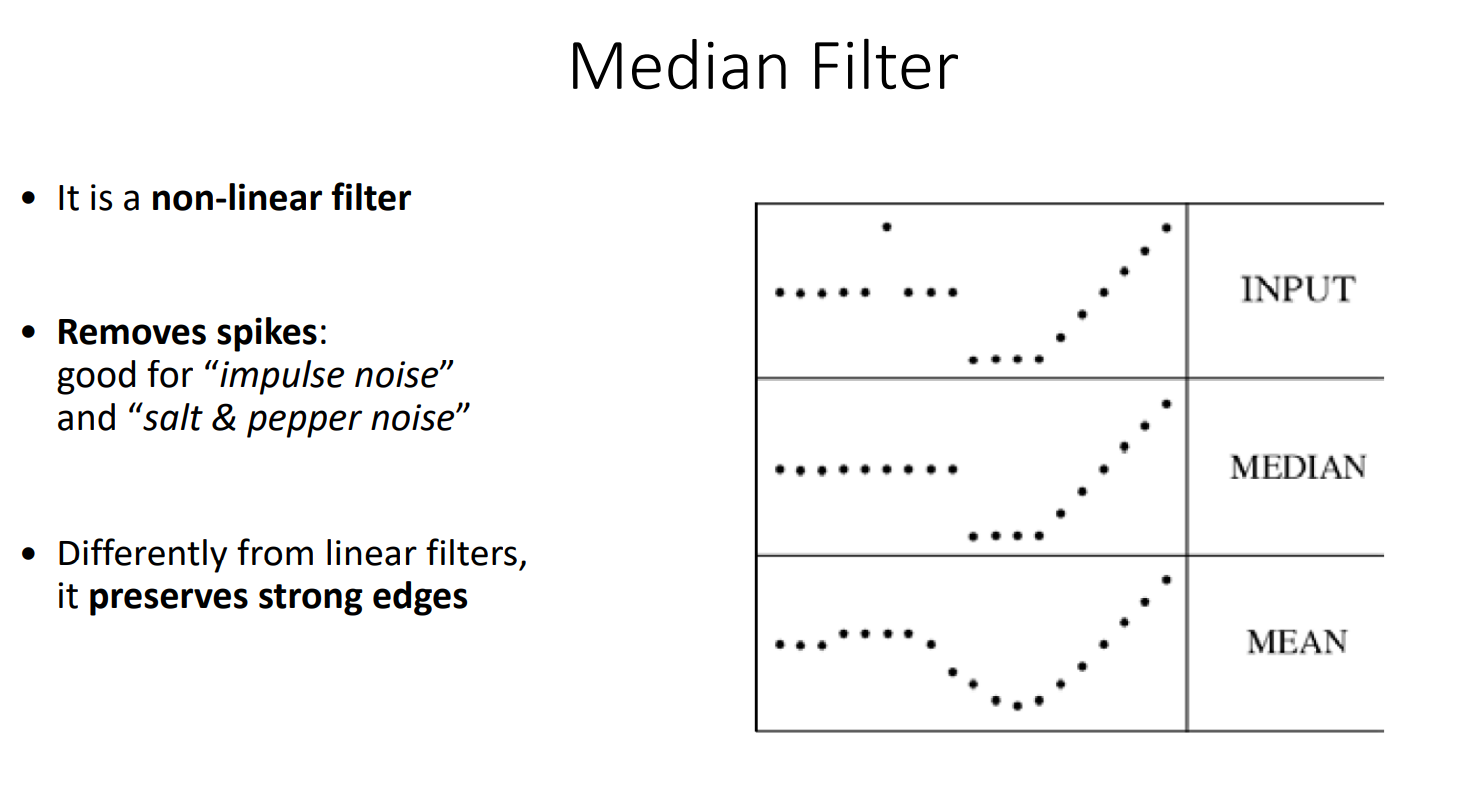 Median Filter
• It is a non-linear filter
• Removes spikes:
good for “impulse noise”
and “salt & pepper noise”
• Differently from linear filters,
it preserves strong edges
INPUT
MEDIAN
MEAN